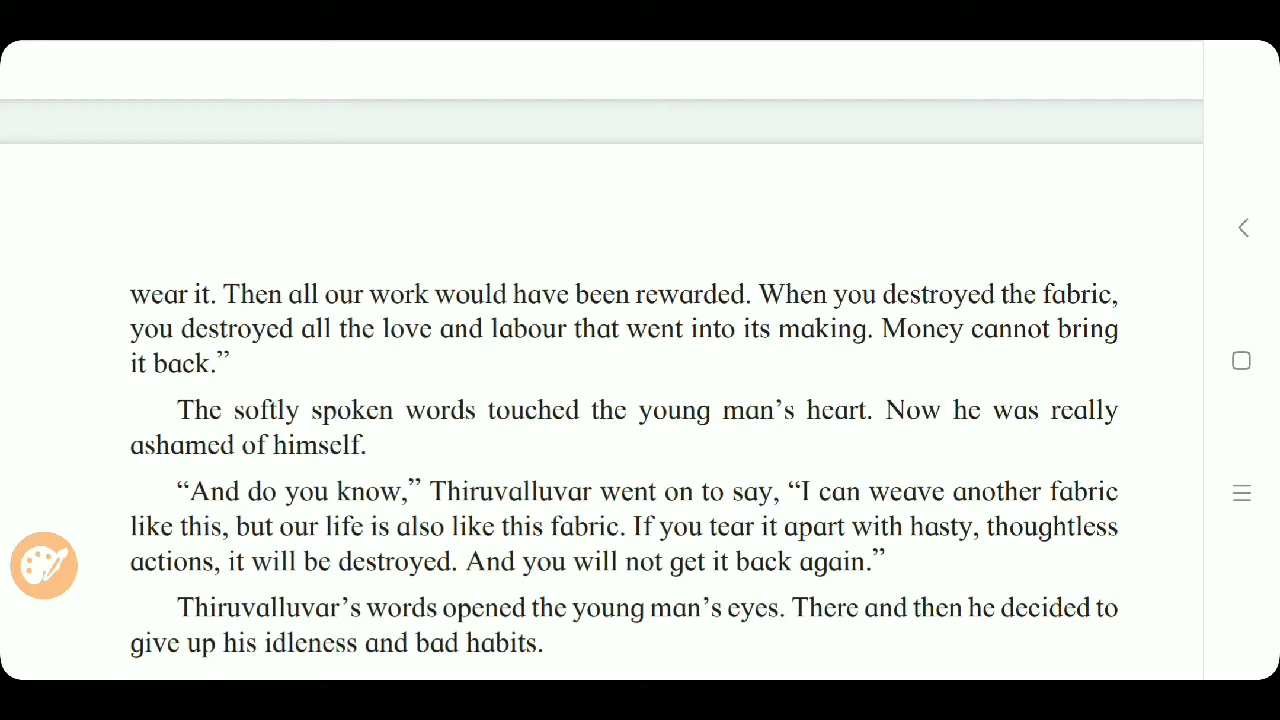 wear it. Then all our work would have been rewarded. When you destroyed the fabric,
you destroyed all the love and labour that went into its making. Money cannot bring
it back.”
The softly spoken words touched the young man’s heart. Now he was really
ashamed of himself.
“And do you know,” Thiruvalluvar went on to say, “I can weave another fabric
like this, but our life is also like this fabric. If you tear it apart with hasty, thoughtless
actions, it will be destroyed. And you will not get it back again.”
Thiruvalluvar’s words opened the young man’s eyes. There and then he decided to
give up his idleness and bad habits.